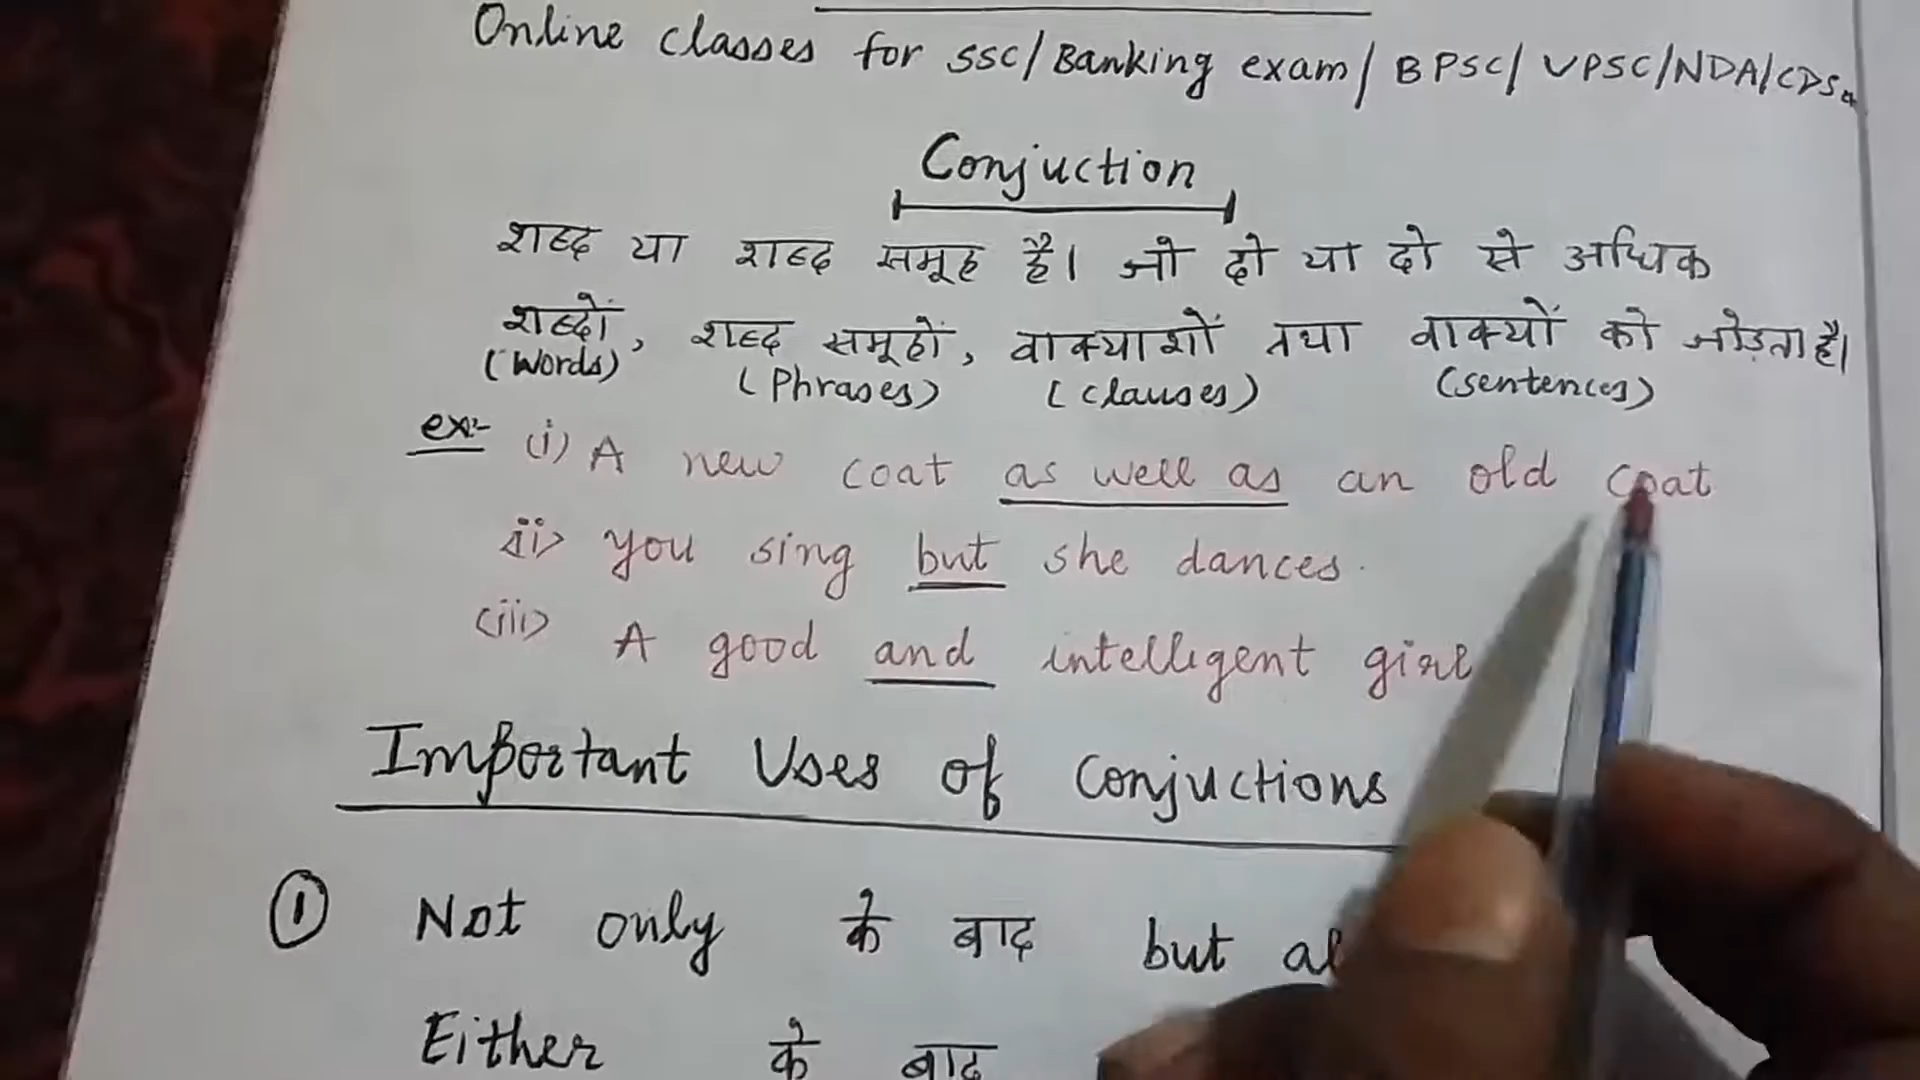 Online classes for SSC/Banking exam/BPSC/UPSC/NDA/CDS
Conjuction
शब्द या शब्द समूह है। जो दो या दो से अधिक
शब्दों, शब्द समूहों, वाक्याशों तथा वाक्यों को जोड़ता है।
(Words) (Phrases) (clauses) (sentences)
ex:- (i) A new coat as well as an old coat
(ii) you sing but she dances.
(iii) A good and intelligent girl
Important Uses of Conjuctions
① Not only के बाद but
Either के बाद